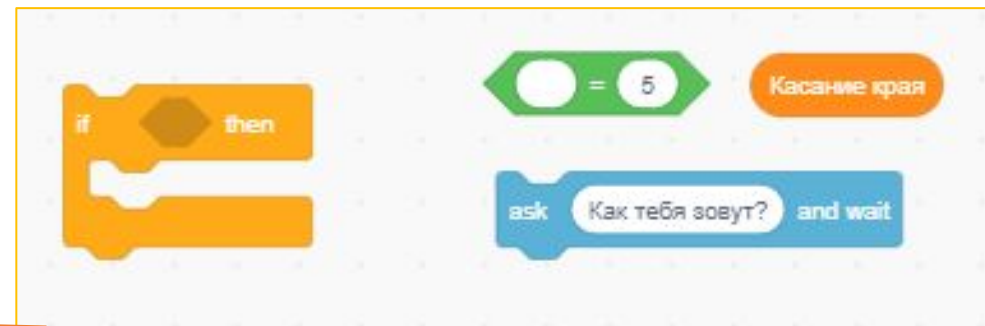 if then
= 5
Касание края
ask Как тебя зовут? and wait